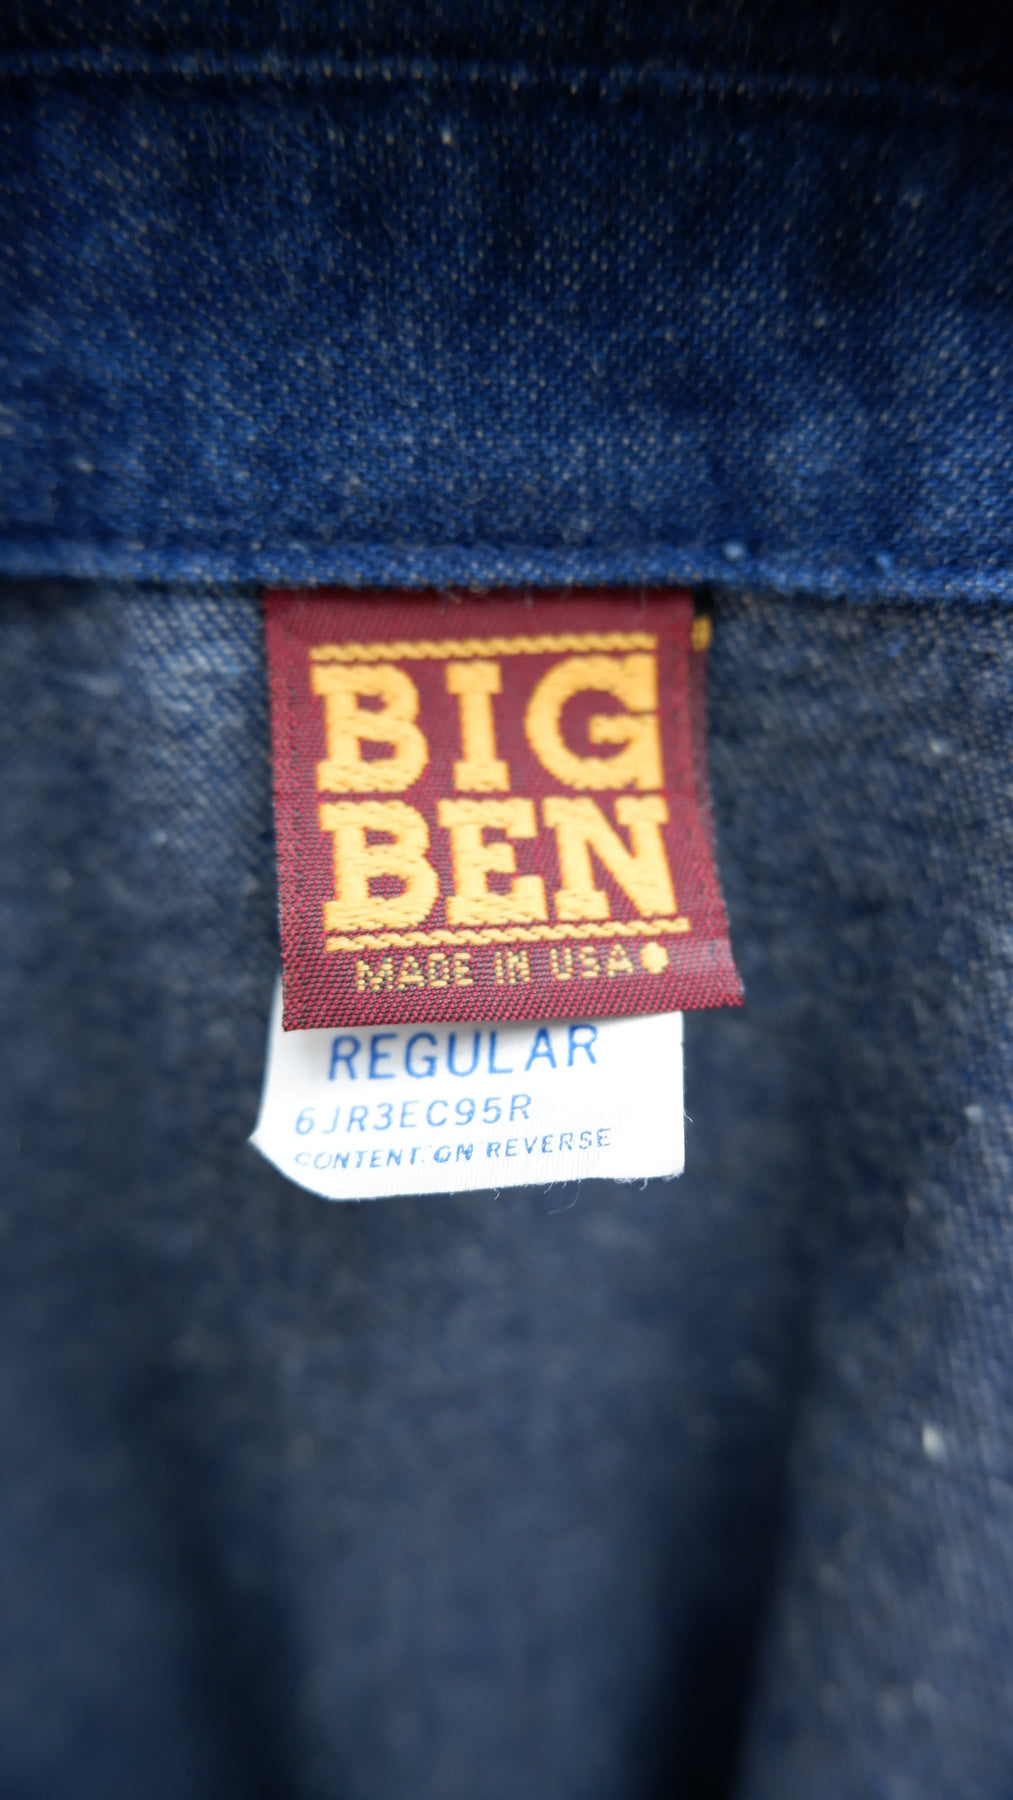 BIG
BEN
MADE IN USA
REGULAR
6JR3EC95R
CONTENT ON REVERSE